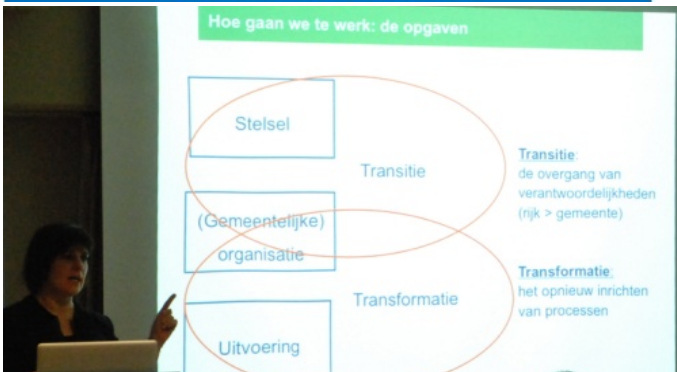 Hoe gaan we te werk: de opgaven
Stelsel
Transitie
(Gemeentelijke)
organisatie
Transformatie
Uitvoering
Transitie:
de overgang van
verantwoordelijkheden
(rijk > gemeente)
Transformatie:
het opnieuw inrichten
van processen